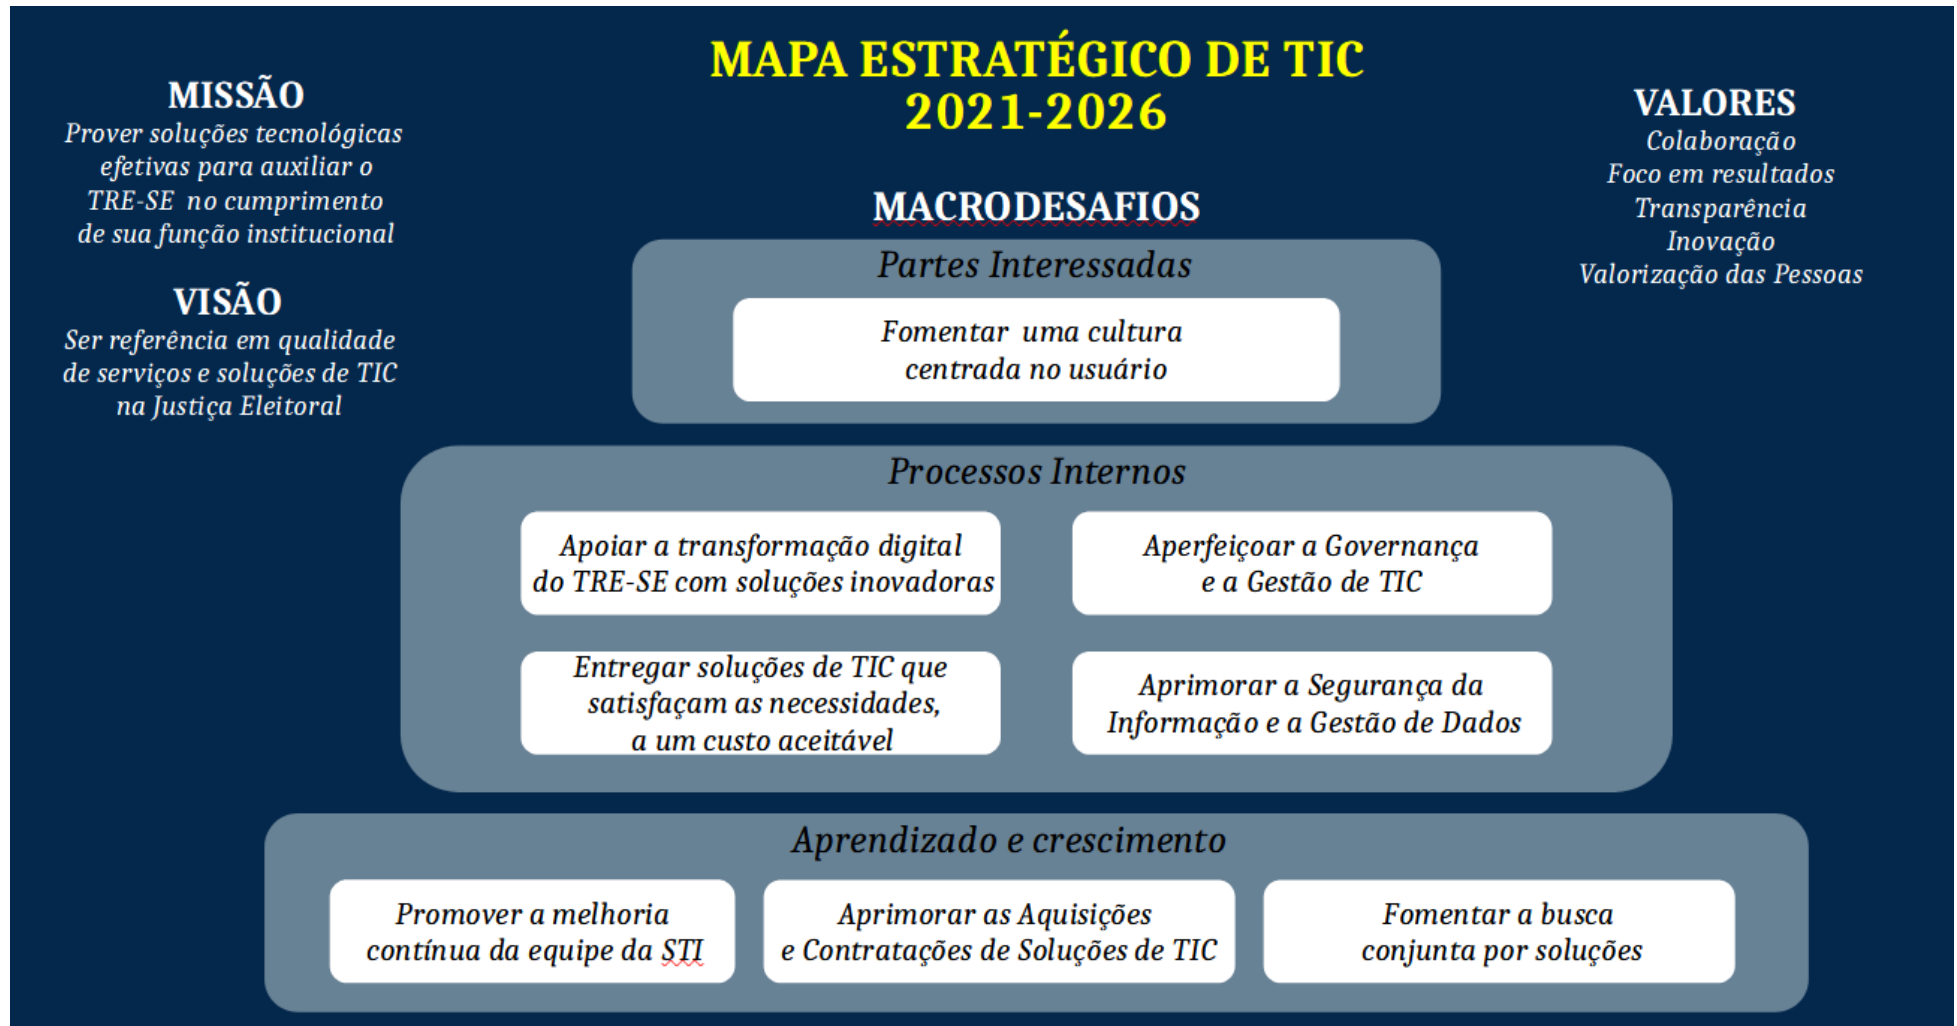 MAPA ESTRATÉGICO DE TIC
2021-2026
MISSÃO
Prover soluções tecnológicas
efetivas para auxiliar o
TRE-SE no cumprimento
de sua função institucional
VISÃO
Ser referência em qualidade
de serviços e soluções de TIC
na Justiça Eleitoral
VALORES
Colaboração
Foco em resultados
Transparência
Inovação
Valorização das Pessoas
MACRODESAFIOS
Partes Interessadas
Fomentar uma cultura
centrada no usuário
Processos Internos
Apoiar a transformação digital
do TRE-SE com soluções inovadoras
Aperfeiçoar a Governança
e a Gestão de TIC
Entregar soluções de TIC que
satisfaçam as necessidades,
a um custo aceitável
Aprimorar a Segurança da
Informação e a Gestão de Dados
Aprendizado e crescimento
Promover a melhoria
contínua da equipe da STI
Aprimorar as Aquisições
e Contratações de Soluções de TIC
Fomentar a busca
conjunta por soluções